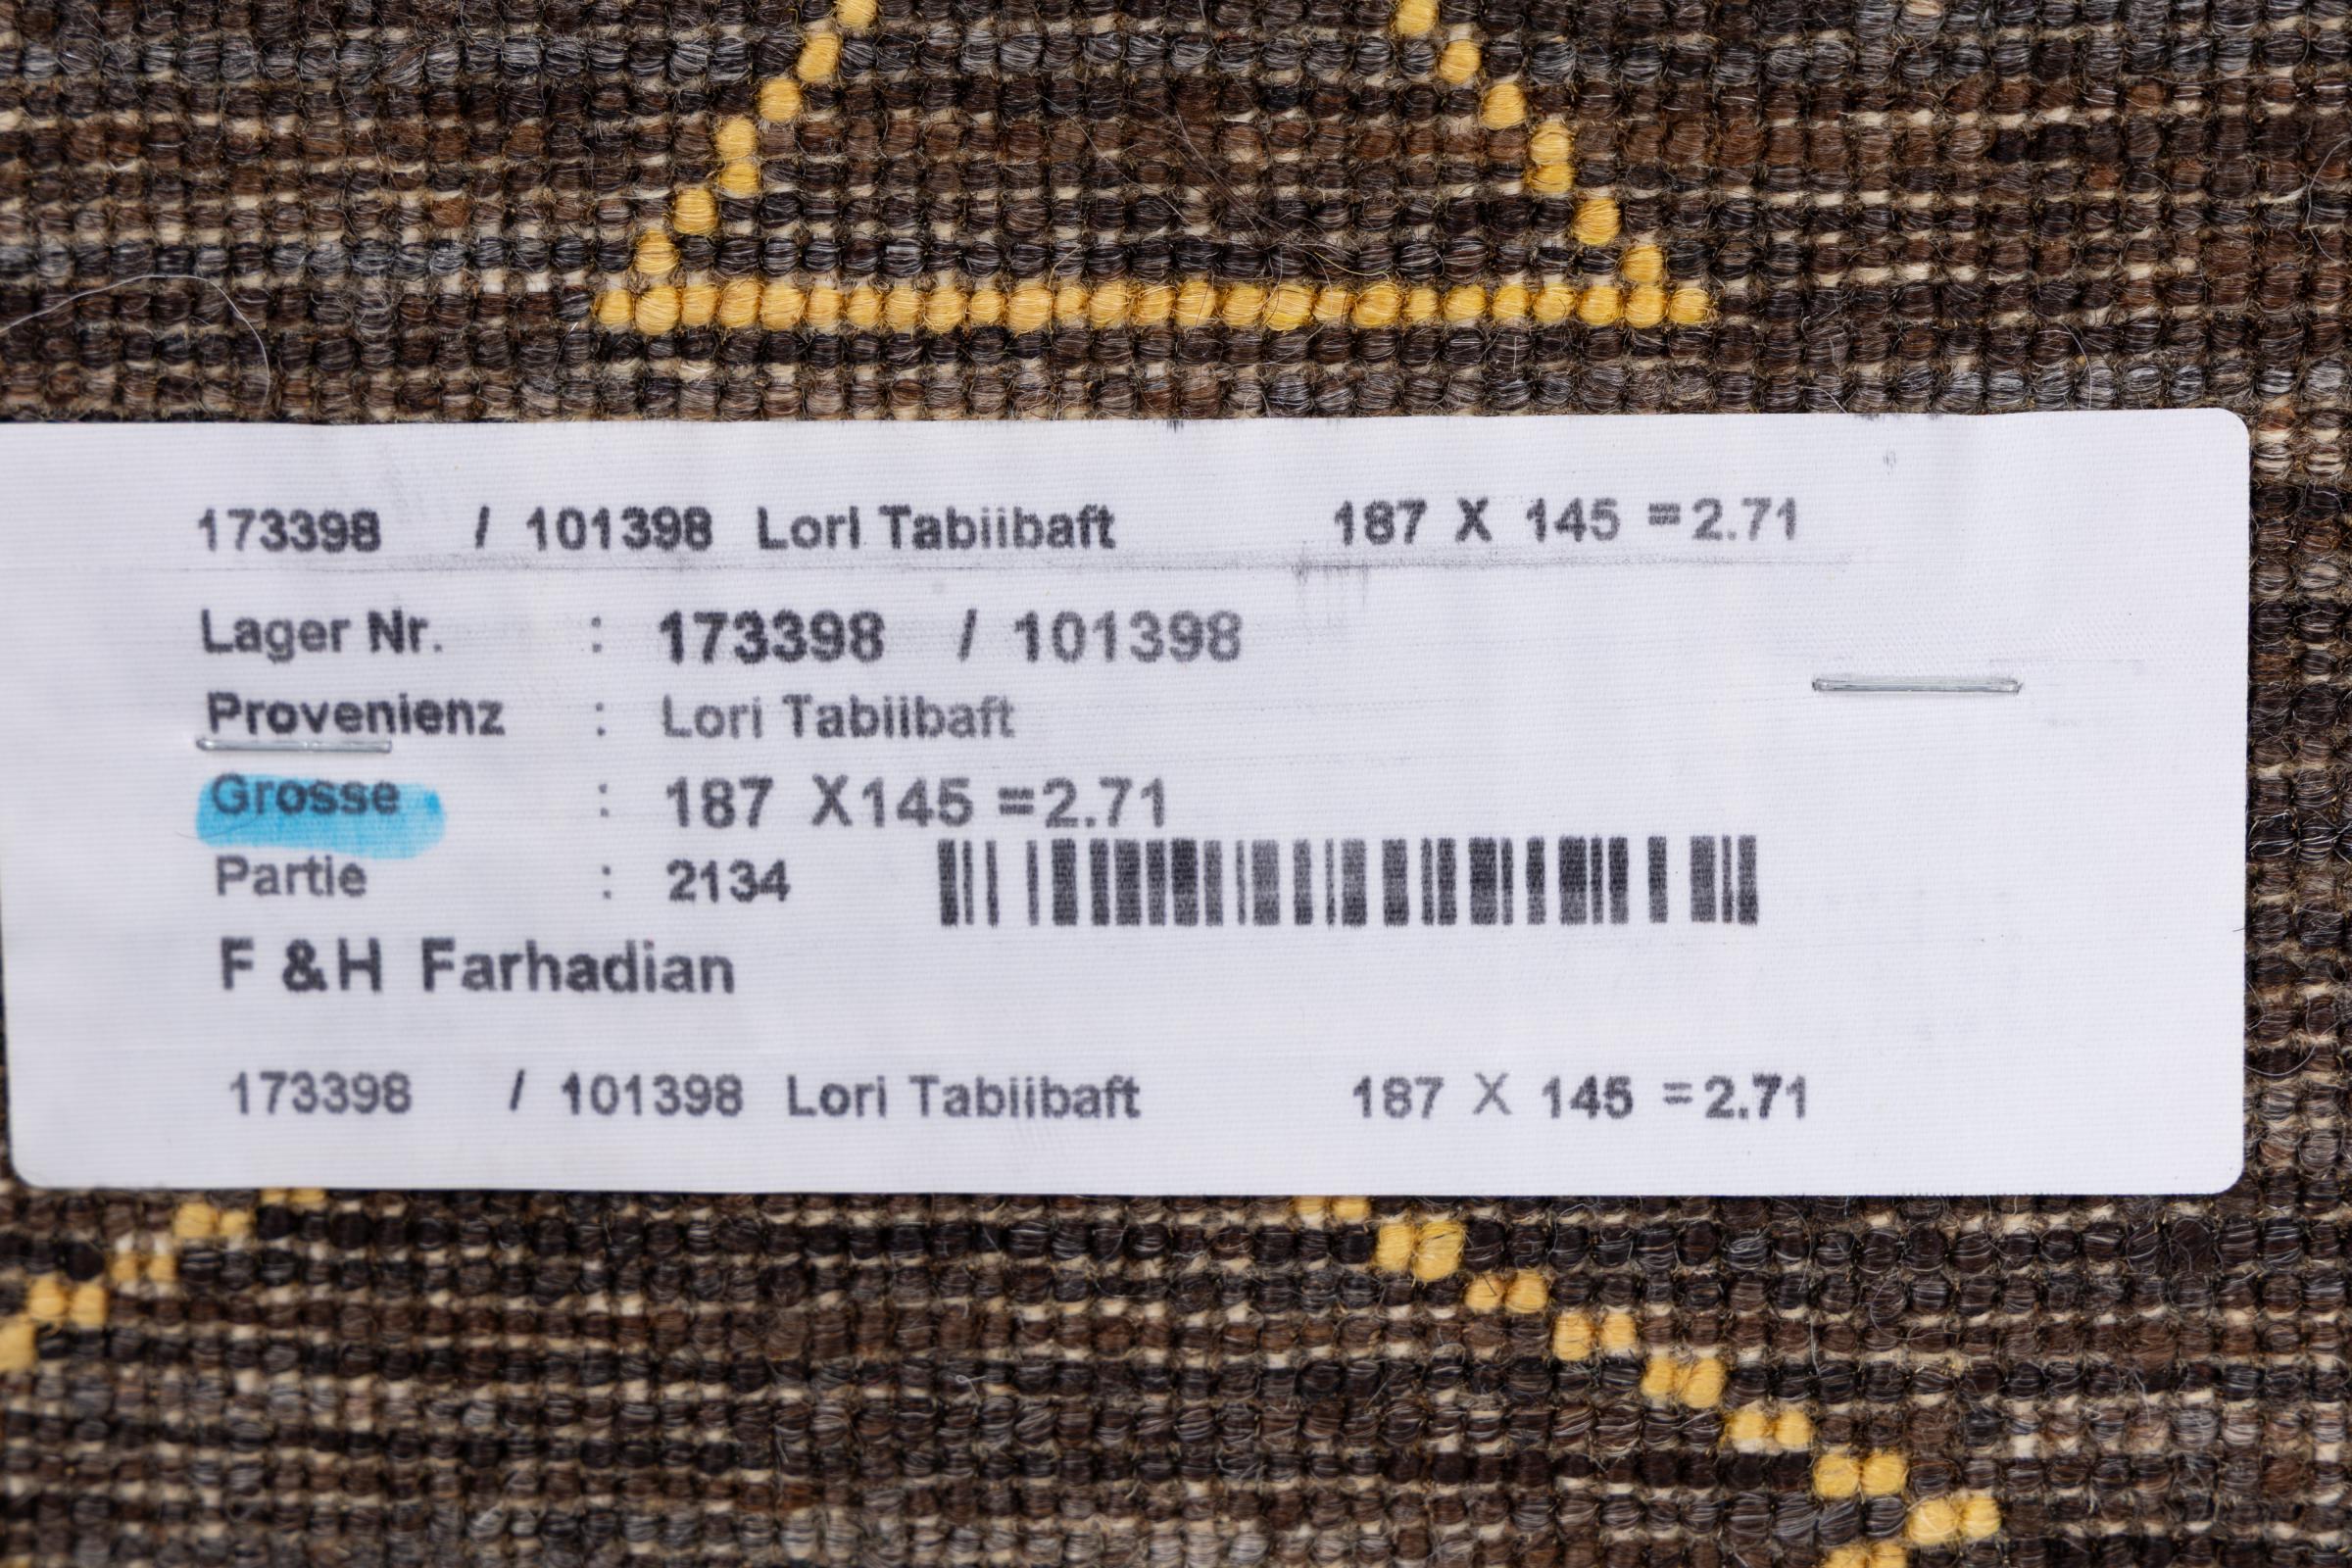 173398 / 101398 Lori Tabiibaft 187 X 145 =2.71
Lager Nr. : 173398 / 101398
Provenienz : Lori Tabiibaft
Grosse : 187 X145 =2.71
Partie : 2134
F &H Farhadian
173398 / 101398 Lori Tabiibaft 187 X 145 =2.71